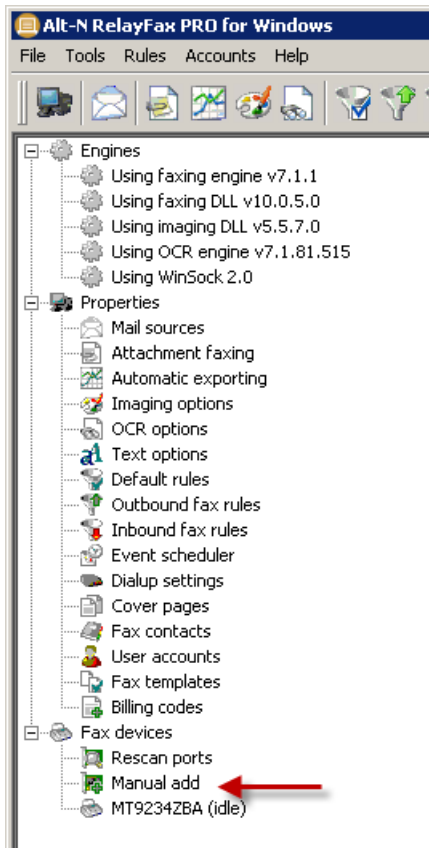 Alt-N RelayFax PRO for Windows
File Tools Rules Accounts Help
Engines
Using faxing engine v7.1.1
Using faxing DLL v10.0.5.0
Using imaging DLL v5.5.7.0
Using OCR engine v7.1.81.515
Using WinSock 2.0
Properties
Mail sources
Attachment faxing
Automatic exporting
Imaging options
OCR options
Text options
Default rules
Outbound fax rules
Inbound fax rules
Event scheduler
Dialup settings
Cover pages
Fax contacts
User accounts
Fax templates
Billing codes
Fax devices
Rescan ports
Manual add
MT9234ZBA (idle)